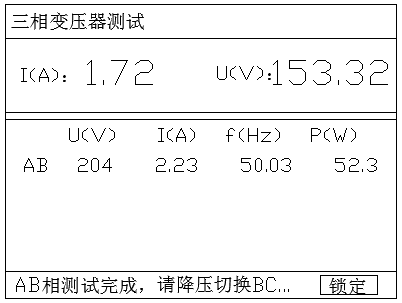 三相变压器测试
I(A): 1.72 U(V): 153.32
U(V) I(A) f(Hz) P(W)
AB 204 2.23 50.03 52.3
AB相测试完成，请降压切换BC... 锁定